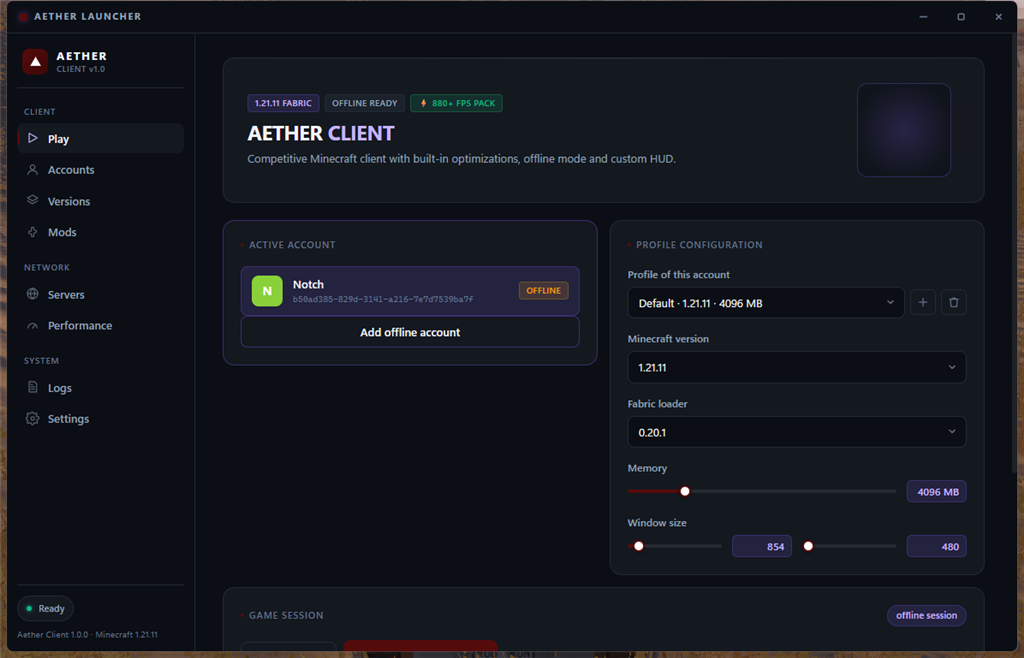 AETHER LAUNCHER
AETHER
CLIENT v1.0
CLIENT
Play
Accounts
Versions
Mods
NETWORK
Servers
Performance
SYSTEM
Logs
Settings
Ready
Aether Client 1.0.0 · Minecraft 1.21.11
1.21.11 FABRIC
OFFLINE READY
⚡ 880+ FPS PACK
AETHER CLIENT
Competitive Minecraft client with built-in optimizations, offline mode and custom HUD.
ACTIVE ACCOUNT
N
Notch
b50ad385-829d-3141-a216-7e7d7539ba7f
OFFLINE
Add offline account
PROFILE CONFIGURATION
Profile of this account
Default · 1.21.11 · 4096 MB
Minecraft version
1.21.11
Fabric loader
0.20.1
Memory
4096 MB
Window size
854
480
GAME SESSION
offline session